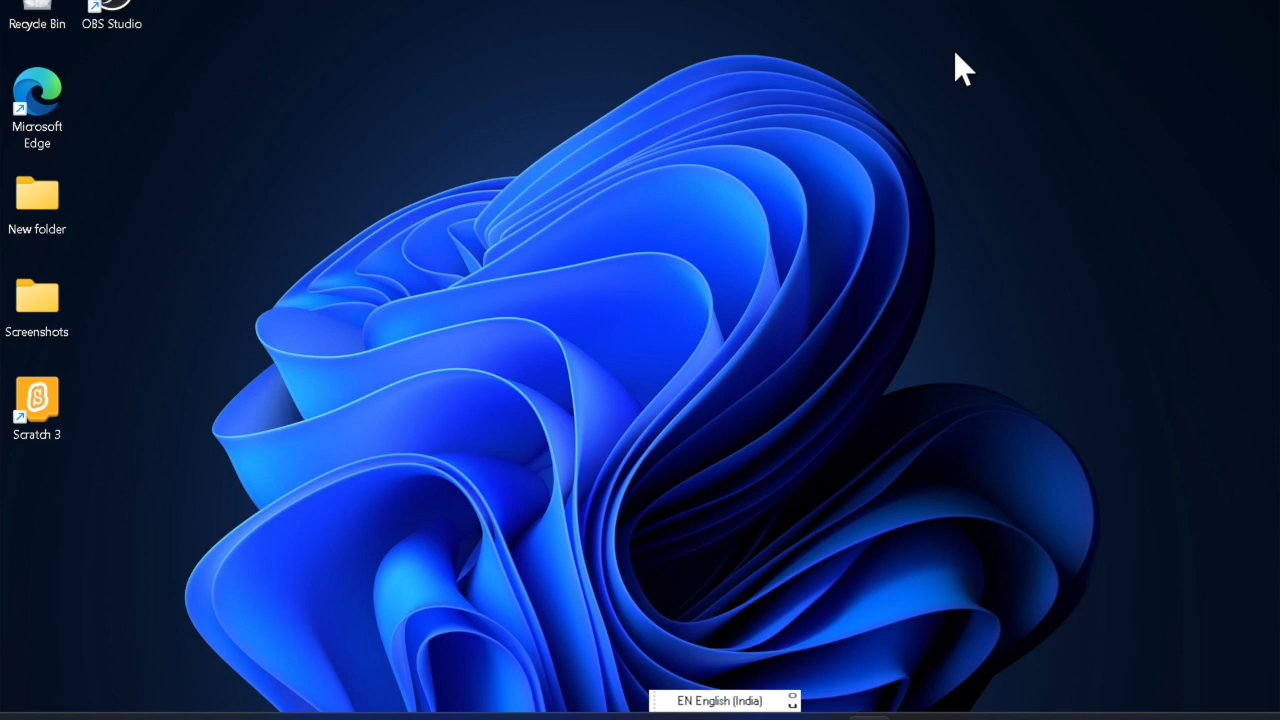 Recycle Bin
OBS Studio
Microsoft
Edge
New folder
Screenshots
Scratch 3
EN English (India)